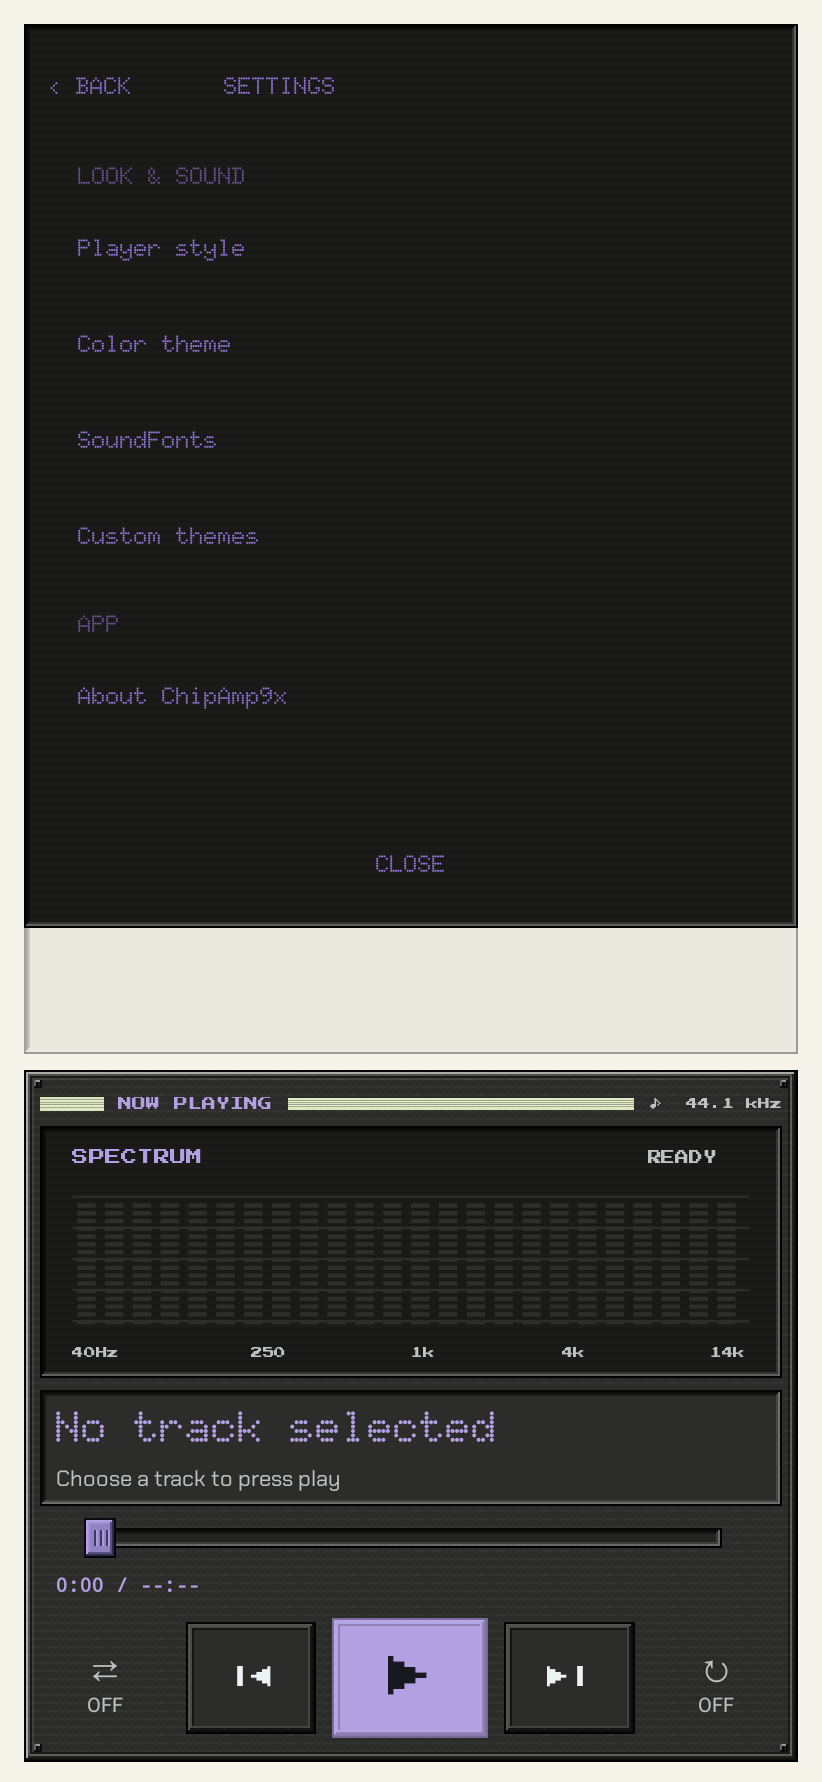 ‹ BACK SETTINGS
LOOK & SOUND
Player style
Color theme
SoundFonts
Custom themes
APP
About ChipAmp9x
CLOSE
NOW PLAYING ♪ 44.1 kHz
SPECTRUM READY
40Hz 250 1k 4k 14k
No track selected
Choose a track to press play
0:00 / --:--
OFF OFF